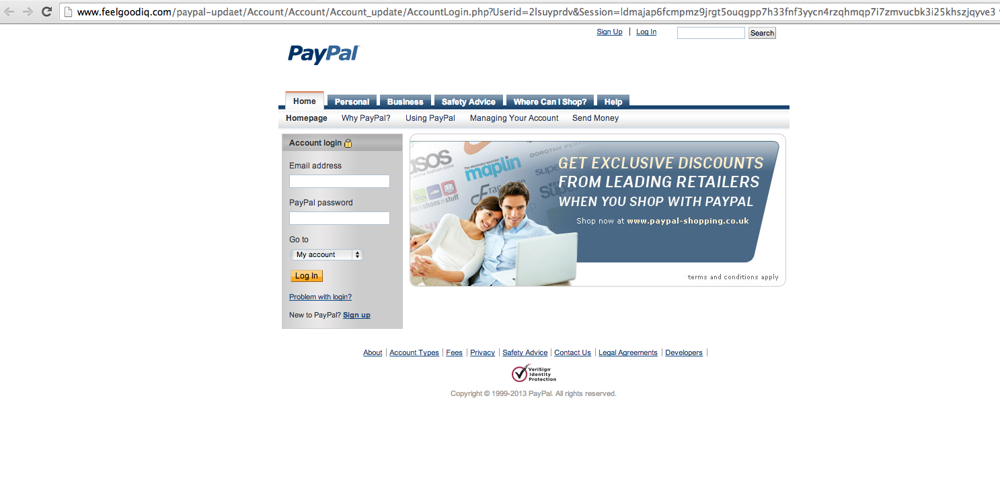 www.feelgoodiq.com/paypal-updaet/Account/Account/Account_update/AccountLogin.php?Userid=2lsuyprdv&Session=ldmajap6fcmpmz9jrgt5ouqgpp7h33fnf3yycn4rzqhmqp7i7zmvucbk3i25khszjqyve3
Sign Up | Log In Search
PayPal
Home Personal Business Safety Advice Where Can I Shop? Help
Homepage Why PayPal? Using PayPal Managing Your Account Send Money
Account login
Email address
PayPal password
Go to
My account
Log In
Problem with login?
New to PayPal? Sign up
asos
maplin
DOROTHY PER
GET EXCLUSIVE DISCOUNTS
FROM LEADING RETAILERS
WHEN YOU SHOP WITH PAYPAL
Shop now at www.paypal-shopping.co.uk
terms and conditions apply
About | Account Types | Fees | Privacy | Safety Advice | Contact Us | Legal Agreements | Developers |
VeriSign
Identity
Protection
Copyright © 1999-2013 PayPal. All rights reserved.